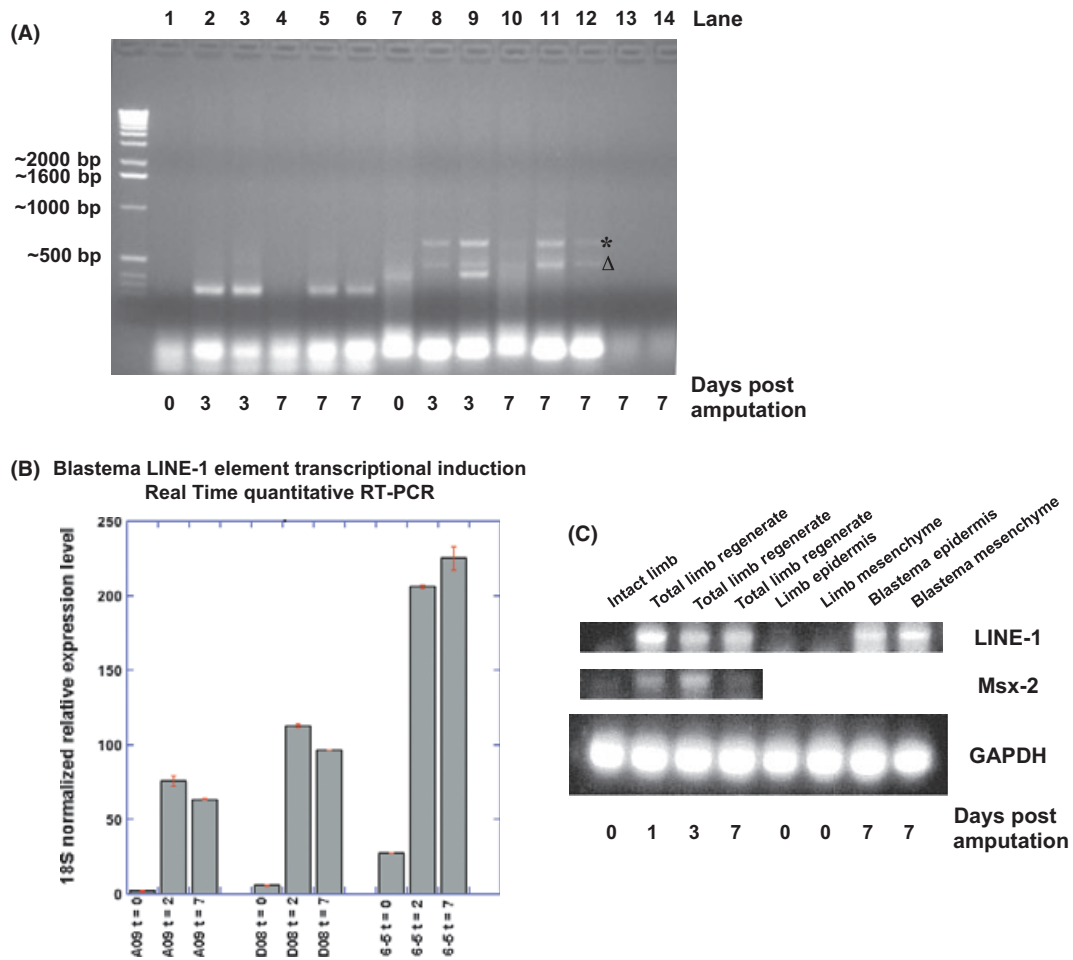 (A)
1 2 3 4 5 6 7 8 9 10 11 12 13 14 Lane
~2000 bp
~1600 bp
~1000 bp
~500 bp
*
Δ
0 3 3 7 7 7 0 3 3 7 7 7 7 7
Days post
amputation
(B) Blastema LINE-1 element transcriptional induction
Real Time quantitative RT-PCR
18S normalized relative expression level
250
200
150
100
50
0
A09 t = 0
A09 t = 2
A09 t = 7
D08 t = 0
D08 t = 2
D08 t = 7
6-5 t = 0
6-5 t = 2
6-5 t = 7
(C)
Intact limb
Total limb regenerate
Total limb regenerate
Total limb regenerate
Limb epidermis
Limb mesenchyme
Blastema epidermis
Blastema mesenchyme
LINE-1
Msx-2
GAPDH
0 1 3 7 0 0 7 7
Days post
amputation